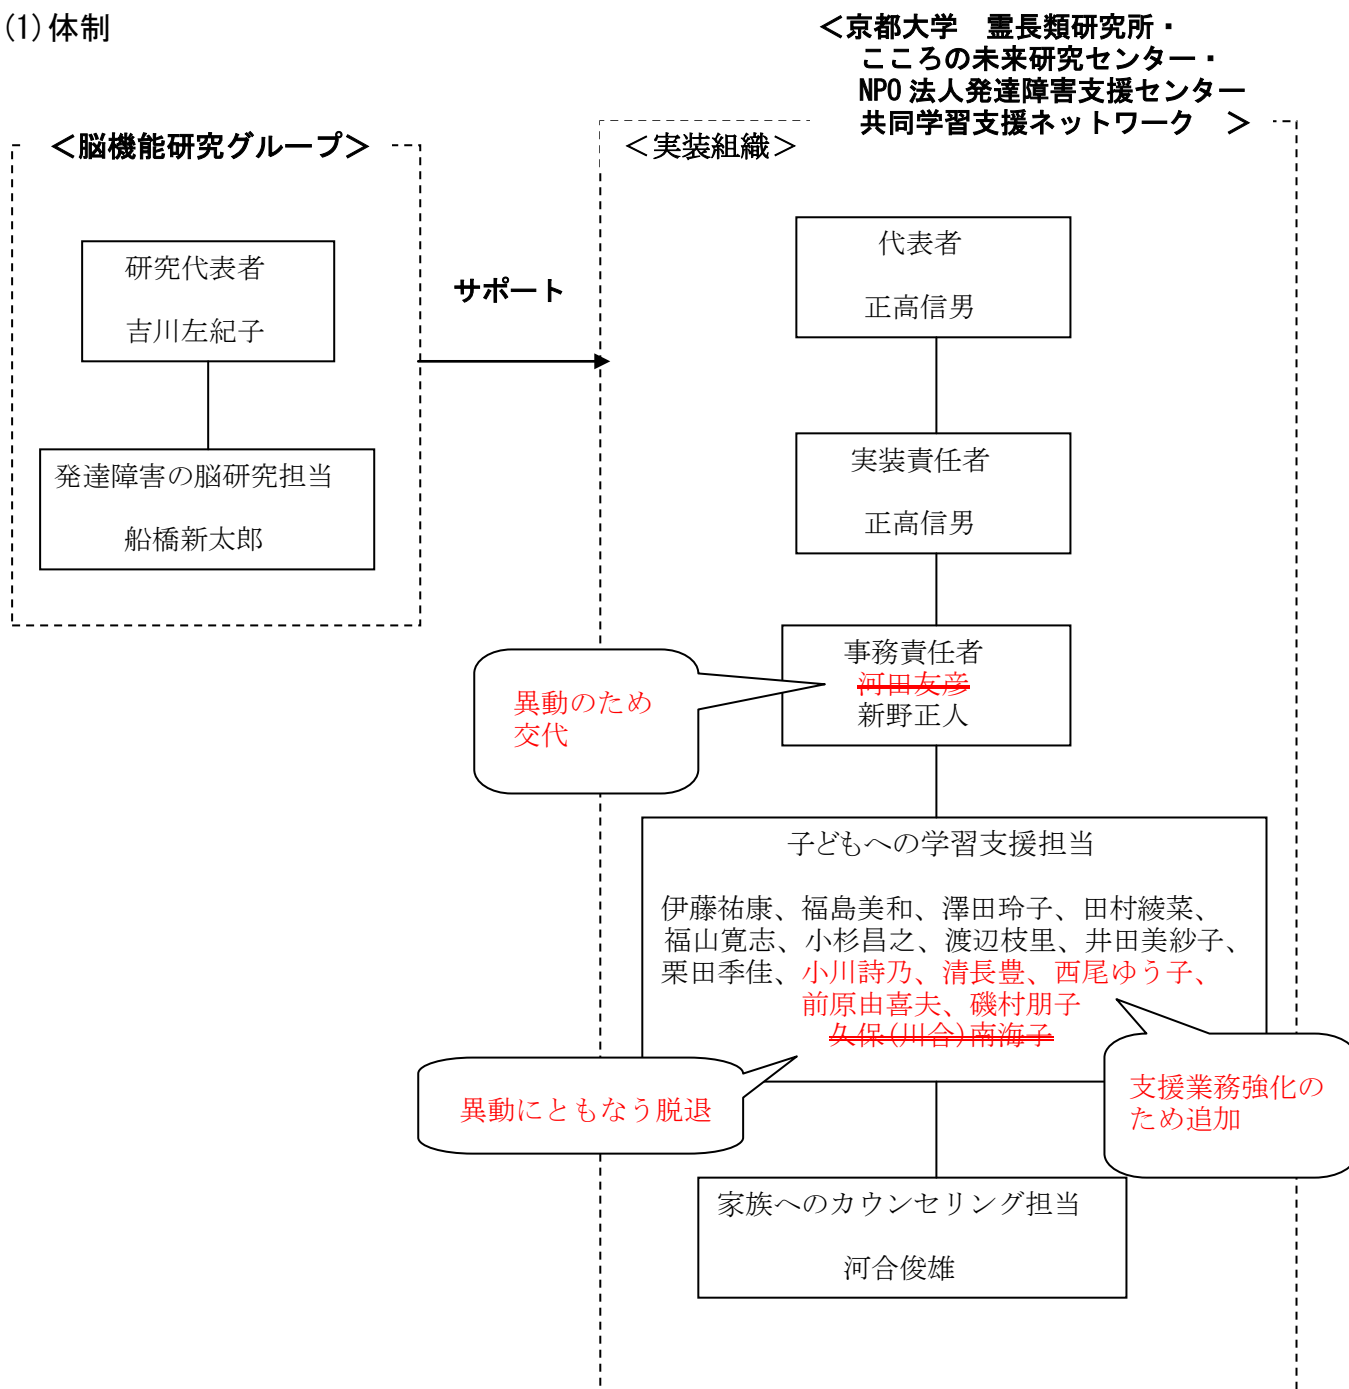 (1)体制
＜京都大学　霊長類研究所・
こころの未来研究センター・
NPO法人発達障害支援センター
共同学習支援ネットワーク　＞
＜脳機能研究グループ＞
研究代表者
吉川左紀子
発達障害の脳研究担当
船橋新太郎
サポート
＜実装組織＞
代表者
正高信男
実装責任者
正高信男
事務責任者
河田友彦
新野正人
異動のため
交代
子どもへの学習支援担当
伊藤祐康、福島美和、澤田玲子、田村綾菜、
福山寛志、小杉昌之、渡辺枝里、井田美紗子、
栗田季佳、小川詩乃、清長豊、西尾ゆう子、
前原由喜夫、磯村朋子
久保(川合)南海子
異動にともなう脱退
支援業務強化の
ため追加
家族へのカウンセリング担当
河合俊雄